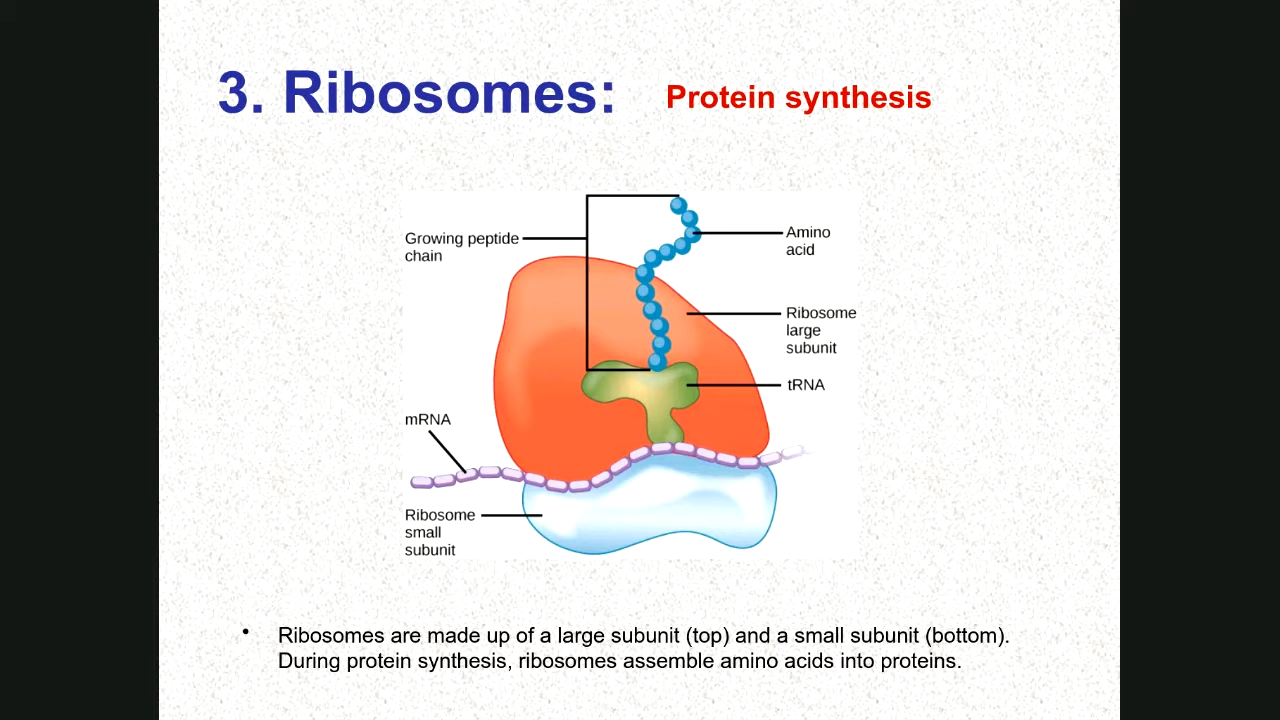 3. Ribosomes: Protein synthesis
Growing peptide
chain
Amino
acid
Ribosome
large
subunit
tRNA
mRNA
Ribosome
small
subunit
• Ribosomes are made up of a large subunit (top) and a small subunit (bottom).
During protein synthesis, ribosomes assemble amino acids into proteins.